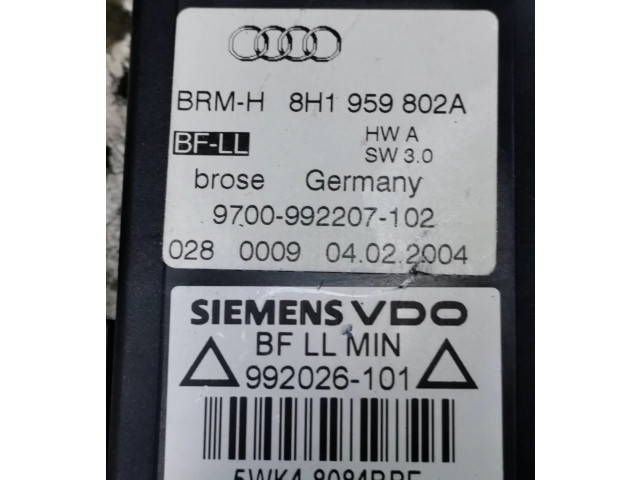 BRM-H 8H1 959 802A
BF-LL HW A
SW 3.0
brose Germany
9700-992207-102
028 0009 04.02.2004
SIEMENS VDO
BF LL MIN
992026-101